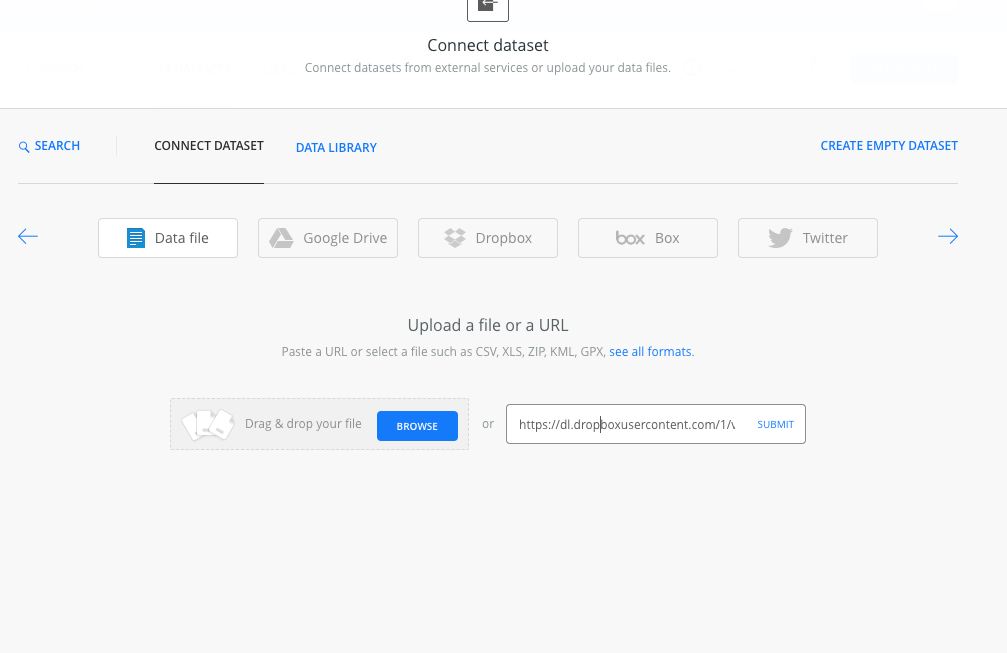 Connect dataset
Connect datasets from external services or upload your data files.
SEARCH
CONNECT DATASET
DATA LIBRARY
CREATE EMPTY DATASET
Data file
Google Drive
Dropbox
box Box
Twitter
Upload a file or a URL
Paste a URL or select a file such as CSV, XLS, ZIP, KML, GPX, see all formats.
Drag & drop your file
BROWSE
or
https://dl.dropboxusercontent.com/1/
SUBMIT